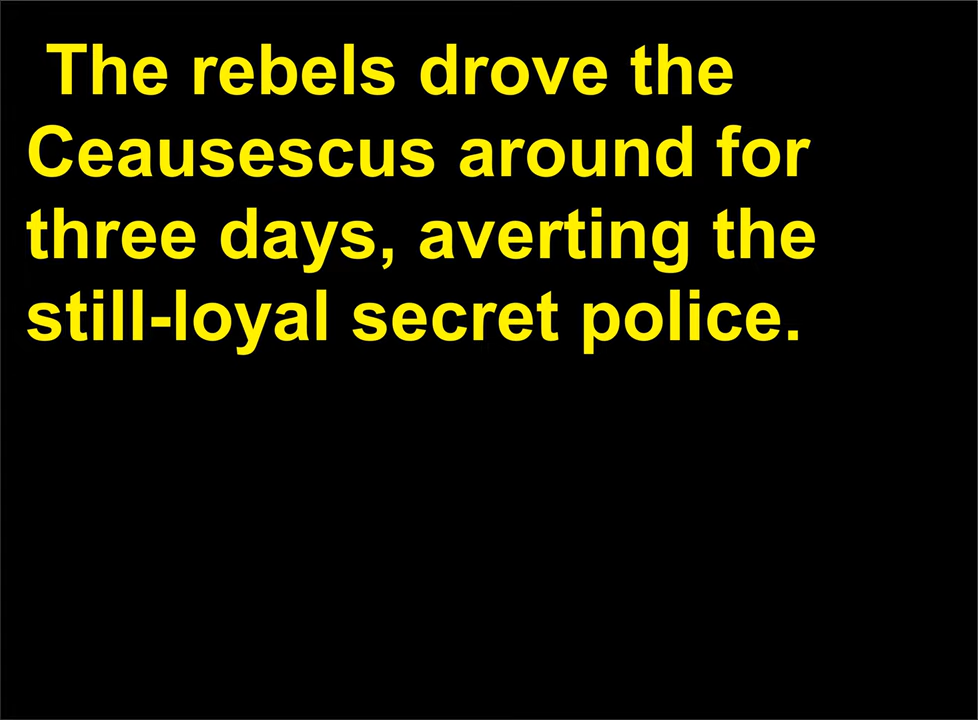 The rebels drove the
Ceausescus around for
three days, averting the
still-loyal secret police.